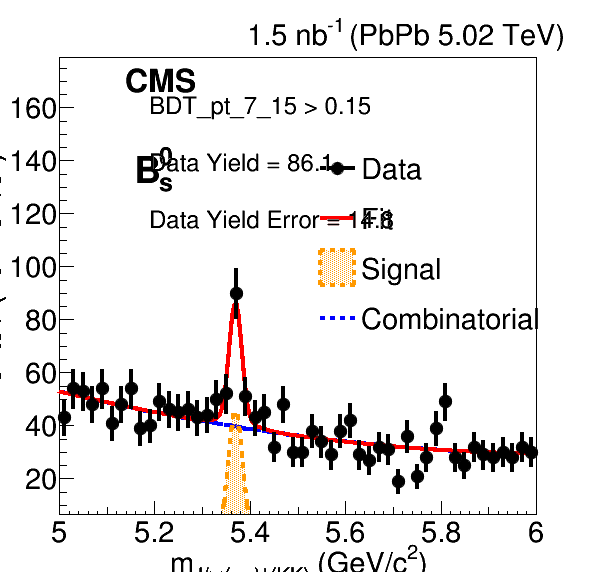 1.5 nb-1 (PbPb 5.02 TeV)
CMS
BDT_pt_7_15 > 0.15
B0s
Data Yield = 86.1
Data Yield Error = 14.8
Data
Fit
Signal
Combinatorial
160
140
120
100
80
60
40
20
5 5.2 5.4 5.6 5.8 6
m (GeV/c2)